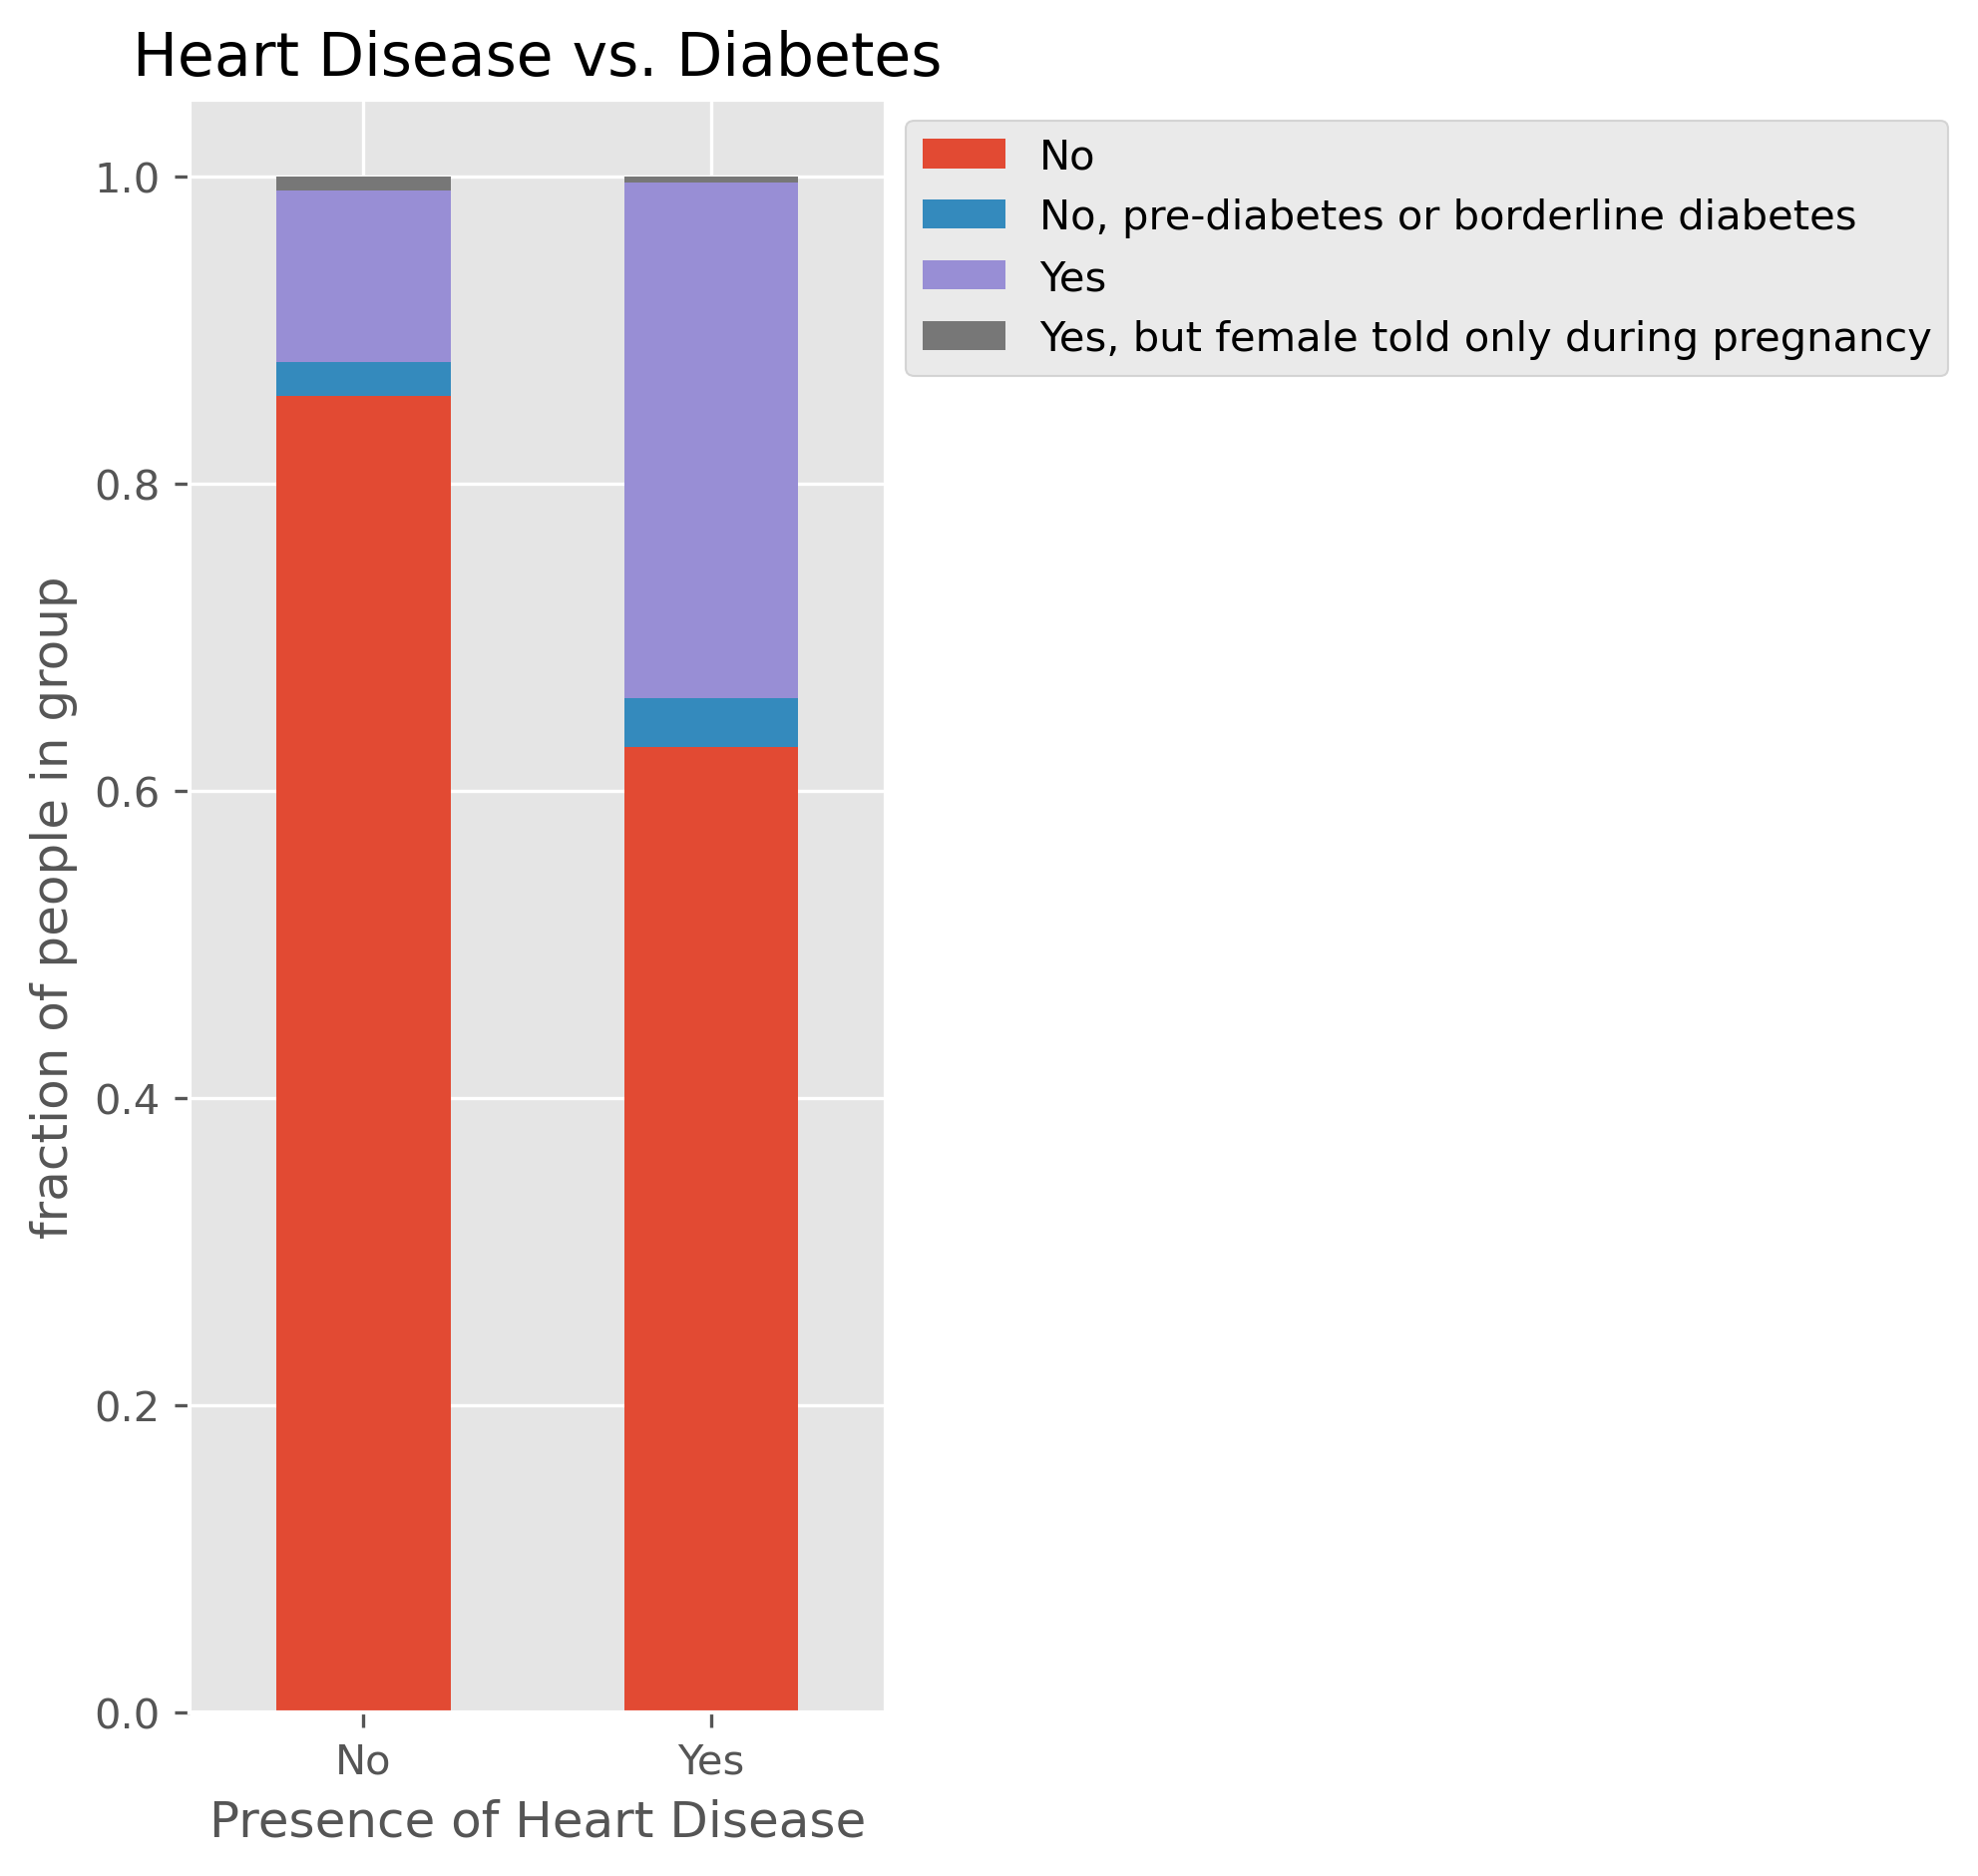 Heart Disease vs. Diabetes
No
No, pre-diabetes or borderline diabetes
Yes
Yes, but female told only during pregnancy
fraction of people in group
1.0
0.8
0.6
0.4
0.2
0.0
No Yes
Presence of Heart Disease